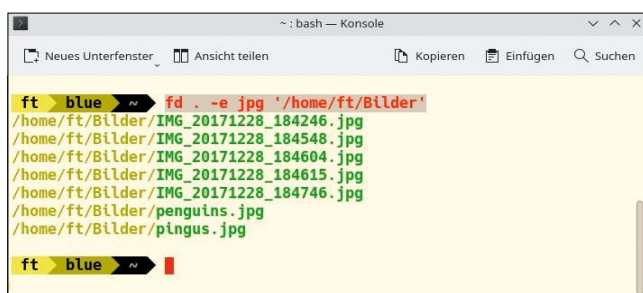 ~ : bash — Konsole
Neues Unterfenster Ansicht teilen Kopieren Einfügen Suchen
ft blue ~ fd . -e jpg '/home/ft/Bilder'
/home/ft/Bilder/IMG_20171228_184246.jpg
/home/ft/Bilder/IMG_20171228_184548.jpg
/home/ft/Bilder/IMG_20171228_184604.jpg
/home/ft/Bilder/IMG_20171228_184615.jpg
/home/ft/Bilder/IMG_20171228_184746.jpg
/home/ft/Bilder/penguins.jpg
/home/ft/Bilder/pingus.jpg
ft blue ~